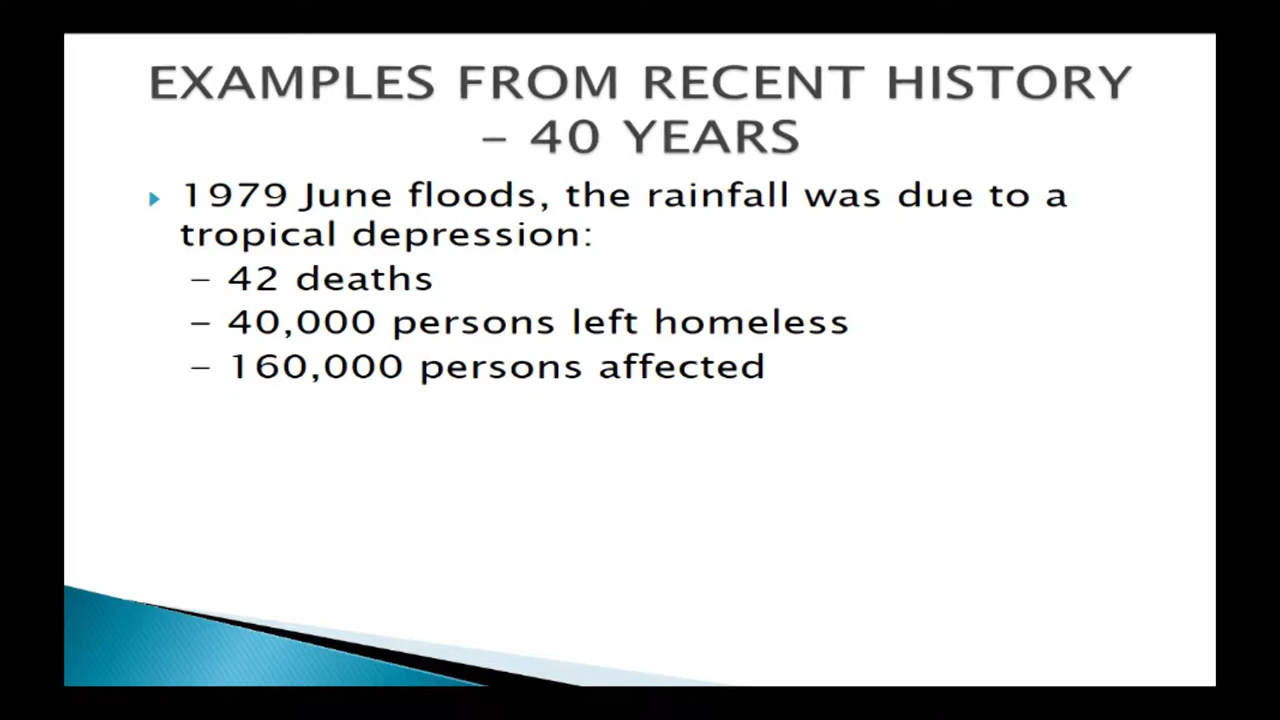 EXAMPLES FROM RECENT HISTORY
– 40 YEARS
1979 June floods, the rainfall was due to a
tropical depression:
– 42 deaths
– 40,000 persons left homeless
– 160,000 persons affected